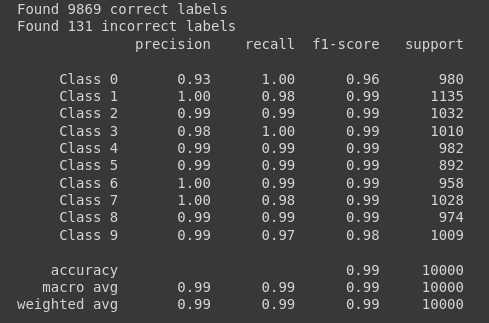 Found 9869 correct labels
Found 131 incorrect labels
precision recall f1-score support
Class 0 0.93 1.00 0.96 980
Class 1 1.00 0.98 0.99 1135
Class 2 0.99 0.99 0.99 1032
Class 3 0.98 1.00 0.99 1010
Class 4 0.99 0.99 0.99 982
Class 5 0.99 0.99 0.99 892
Class 6 1.00 0.99 0.99 958
Class 7 1.00 0.98 0.99 1028
Class 8 0.99 0.99 0.99 974
Class 9 0.99 0.97 0.98 1009
accuracy 0.99 10000
macro avg 0.99 0.99 0.99 10000
weighted avg 0.99 0.99 0.99 10000